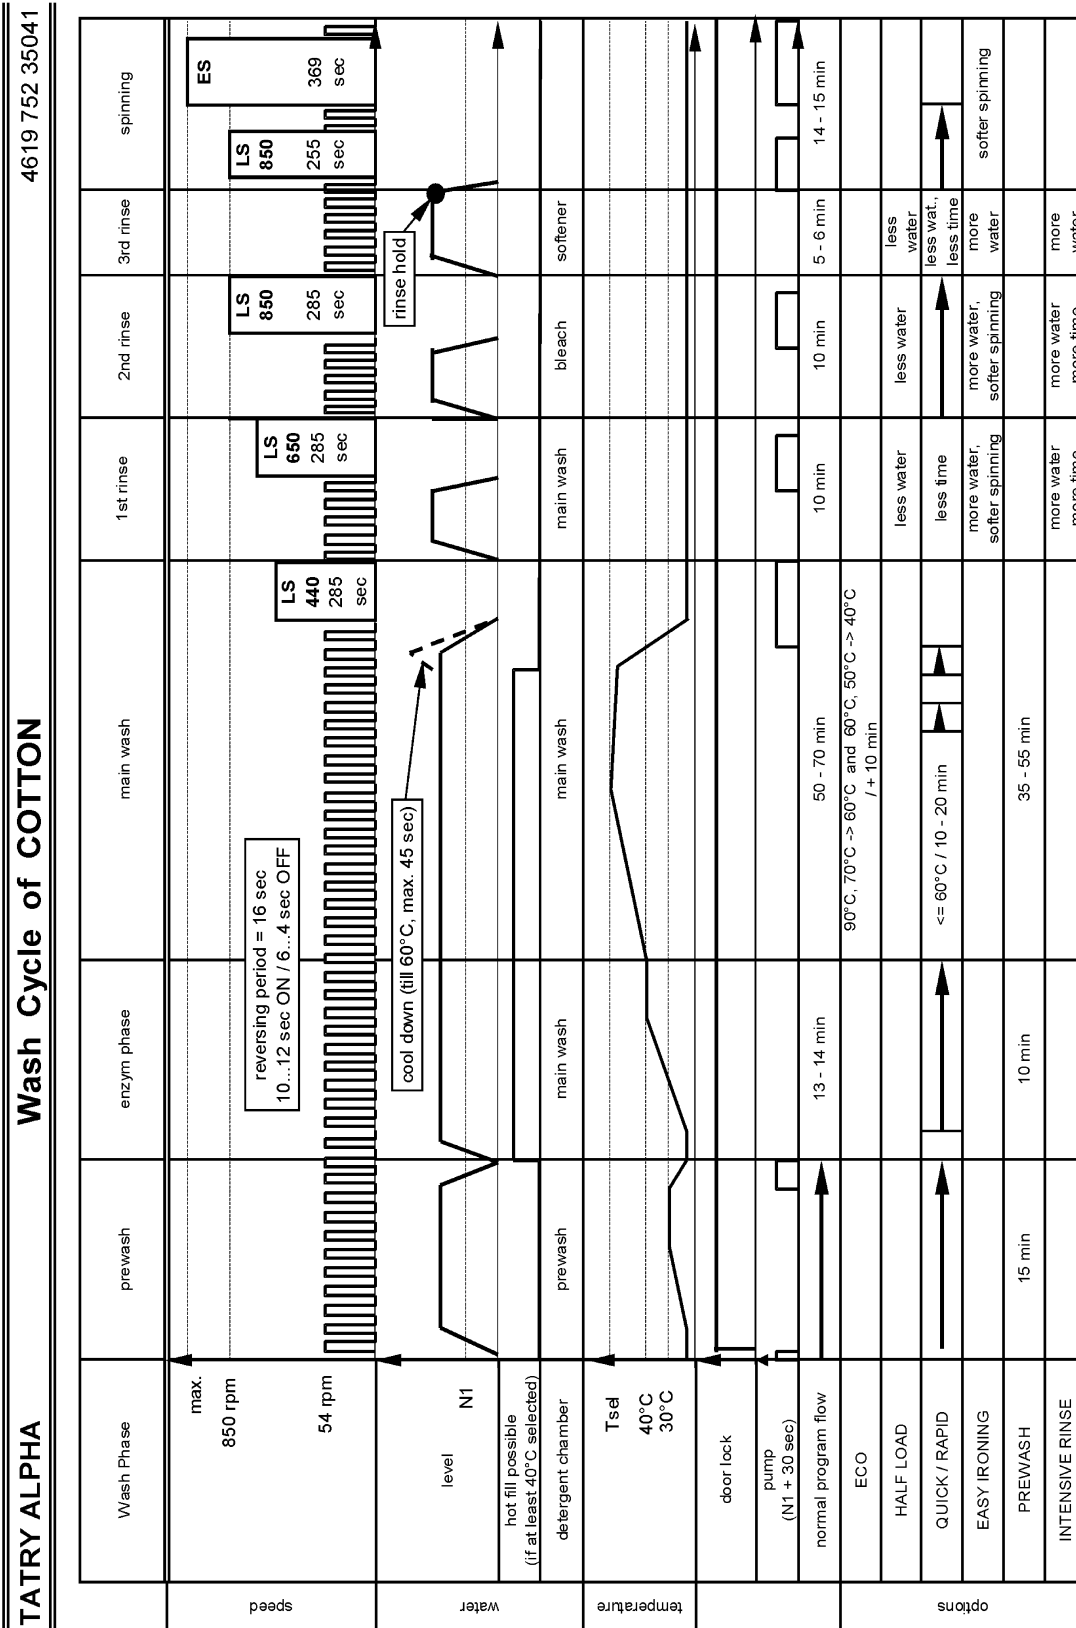 TATRY ALPHA
Wash Cycle of COTTON
4619 752 35041
Wash Phase
prewash
enzym phase
main wash
1st rinse
2nd rinse
3rd rinse
spinning
speed
max.
850 rpm
54 rpm
reversing period = 16 sec
10...12 sec ON / 6...4 sec OFF
LS
440
285
sec
LS
650
285
sec
LS
850
285
sec
LS
850
255
sec
ES
369
sec
water
level
N1
cool down (till 60°C, max. 45 sec)
rinse hold
hot fill possible
(if at least 40°C selected)
detergent chamber
prewash
main wash
main wash
main wash
bleach
softener
temperature
Tsel
40°C
30°C
door lock
pump
(N1 + 30 sec)
normal program flow
13 - 14 min
50 - 70 min
10 min
10 min
5 - 6 min
14 - 15 min
options
ECO
90°C, 70°C -> 60°C and 60°C, 50°C -> 40°C
/ + 10 min
HALF LOAD
less water
less water
less
water
QUICK / RAPID
<= 60°C / 10 - 20 min
less time
less wat.,
less time
EASY IRONING
more water,
softer spinning
more water,
softer spinning
more
water
softer spinning
PREWASH
15 min
10 min
35 - 55 min
INTENSIVE RINSE
more water
more time
more water
more time
more
water